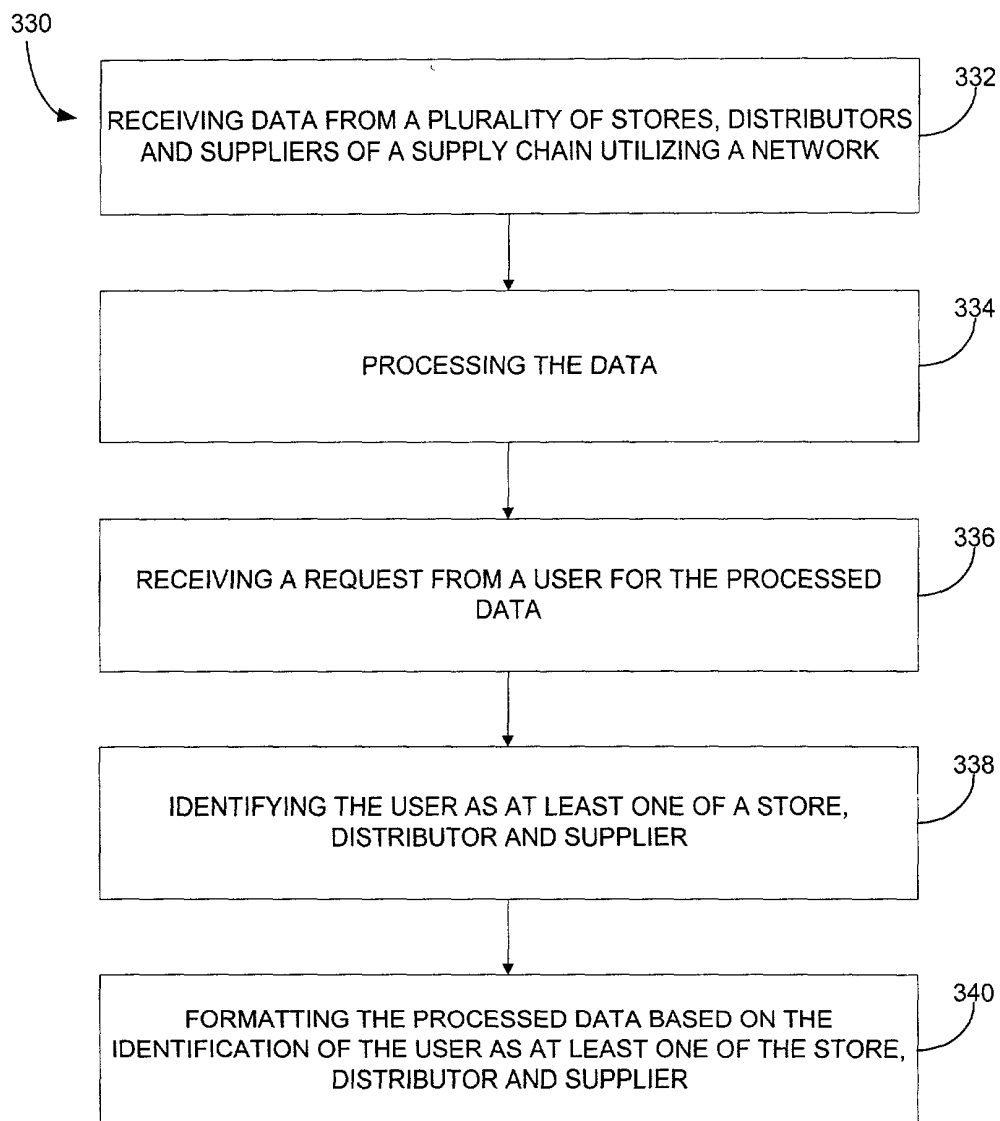 330
332
RECEIVING DATA FROM A PLURALITY OF STORES, DISTRIBUTORS
AND SUPPLIERS OF A SUPPLY CHAIN UTILIZING A NETWORK
334
PROCESSING THE DATA
336
RECEIVING A REQUEST FROM A USER FOR THE PROCESSED
DATA
338
IDENTIFYING THE USER AS AT LEAST ONE OF A STORE,
DISTRIBUTOR AND SUPPLIER
340
FORMATTING THE PROCESSED DATA BASED ON THE
IDENTIFICATION OF THE USER AS AT LEAST ONE OF THE STORE,
DISTRIBUTOR AND SUPPLIER